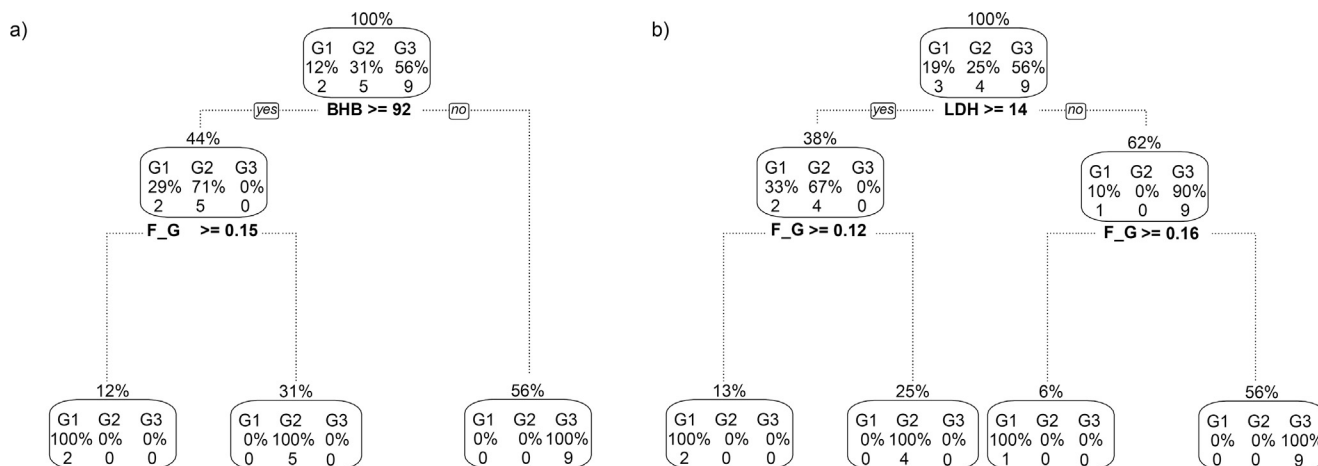 a)
100%
G1 G2 G3
12% 31% 56%
2 5 9
yes BHB >= 92 no
44%
G1 G2 G3
29% 71% 0%
2 5 0
F_G >= 0.15
12%
G1 G2 G3
100% 0% 0%
2 0 0
31%
G1 G2 G3
0% 100% 0%
0 5 0
56%
G1 G2 G3
0% 0% 100%
0 0 9
b)
100%
G1 G2 G3
19% 25% 56%
3 4 9
yes LDH >= 14 no
38%
G1 G2 G3
33% 67% 0%
2 4 0
F_G >= 0.12
62%
G1 G2 G3
10% 0% 90%
1 0 9
F_G >= 0.16
13%
G1 G2 G3
100% 0% 0%
2 0 0
25%
G1 G2 G3
0% 100% 0%
0 4 0
6%
G1 G2 G3
100% 0% 0%
1 0 0
56%
G1 G2 G3
0% 0% 100%
0 0 9